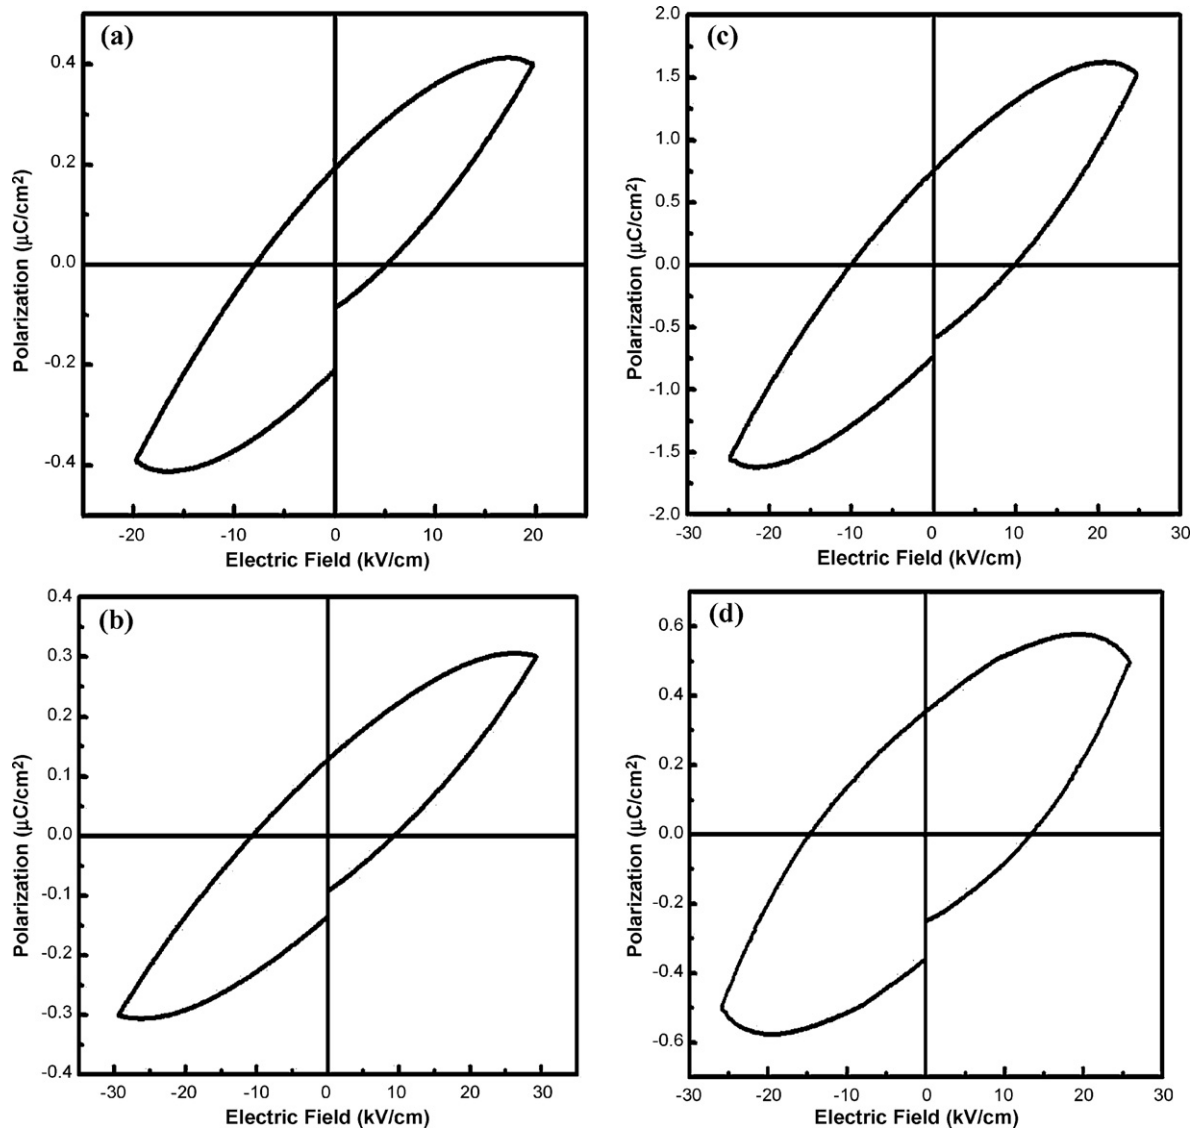 (a)
0.4
0.2
0.0
-0.2
-0.4
Polarization (μC/cm²)
-20 -10 0 10 20
Electric Field (kV/cm)
(c)
2.0
1.5
1.0
0.5
0.0
-0.5
-1.0
-1.5
-2.0
Polarization (μC/cm²)
-30 -20 -10 0 10 20 30
Electric Field (kV/cm)
(b)
0.4
0.3
0.2
0.1
0.0
-0.1
-0.2
-0.3
-0.4
Polarization (μC/cm²)
-30 -20 -10 0 10 20 30
Electric Field (kV/cm)
(d)
0.6
0.4
0.2
0.0
-0.2
-0.4
-0.6
Polarization (μC/cm²)
-30 -20 -10 0 10 20 30
Electric Field (kV/cm)